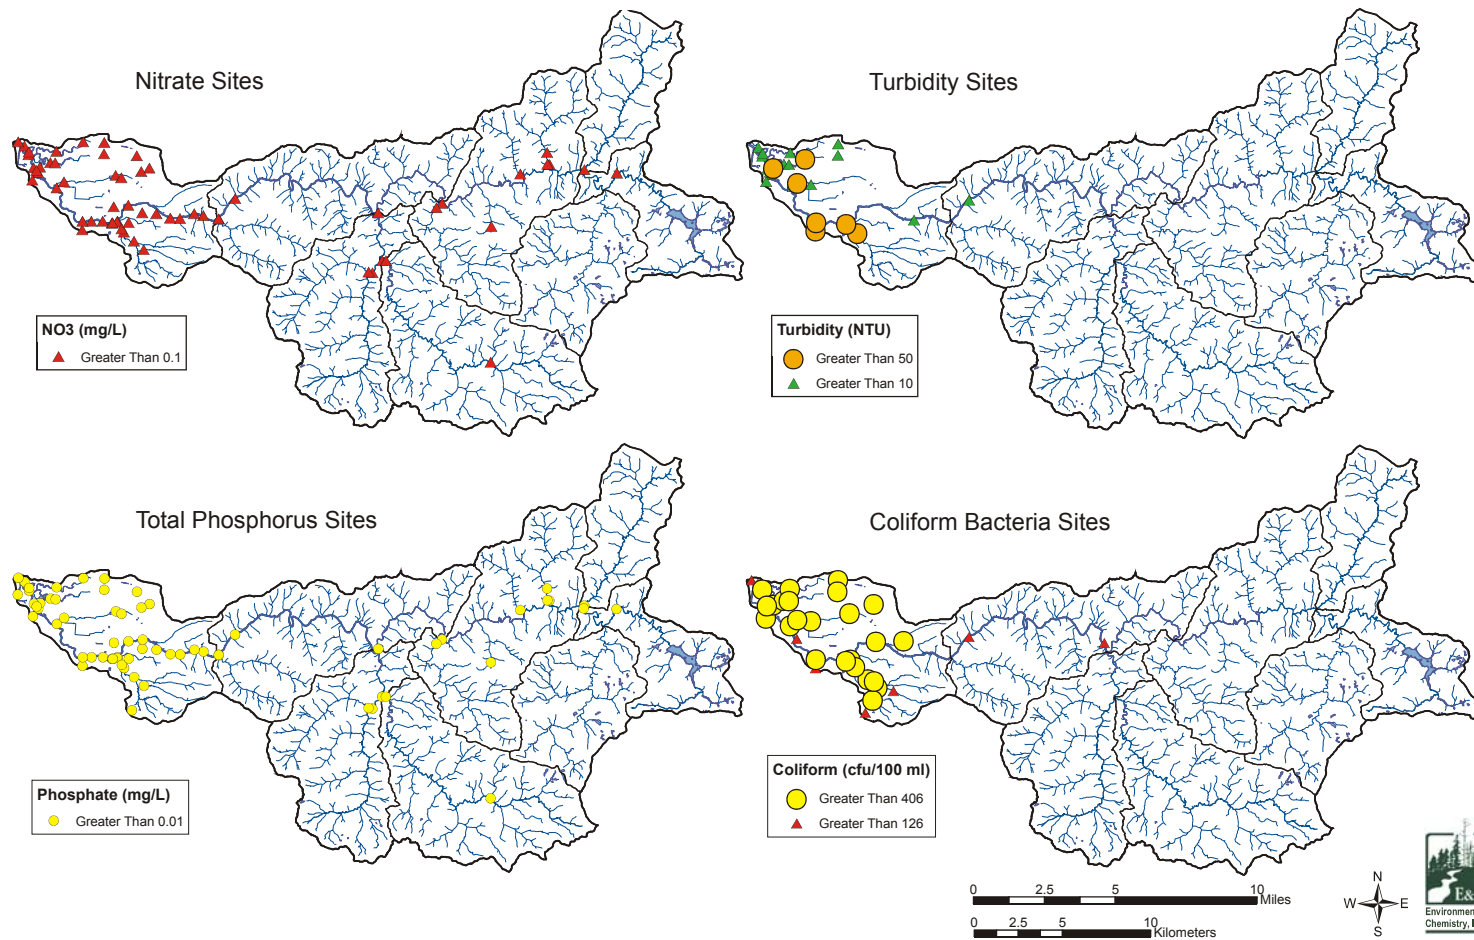 Nitrate Sites
Turbidity Sites
NO3 (mg/L)
Greater Than 0.1
Turbidity (NTU)
Greater Than 50
Greater Than 10
Total Phosphorus Sites
Coliform Bacteria Sites
Phosphate (mg/L)
Greater Than 0.01
Coliform (cfu/100 ml)
Greater Than 406
Greater Than 126
0 2.5 5 10 Miles
0 2.5 5 10 Kilometers
N
W E
S
E&
Environmen
Chemistry,